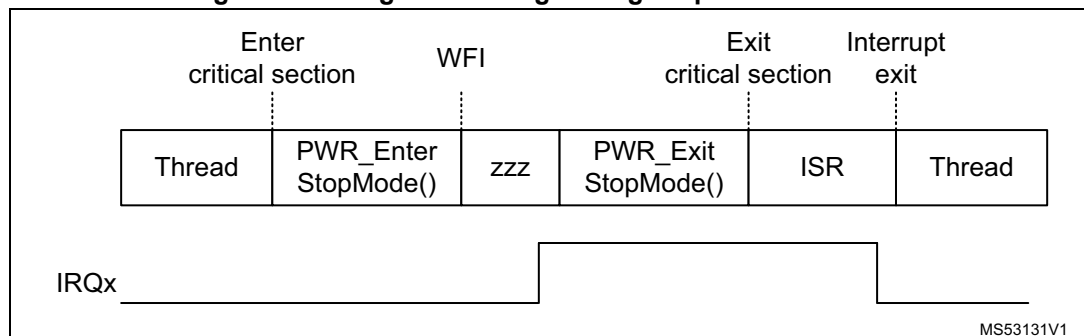 Enter
critical section
WFI
Exit
critical section
Interrupt
exit
Thread
PWR_Enter
StopMode()
zzz
PWR_Exit
StopMode()
ISR
Thread
IRQx
MS53131V1